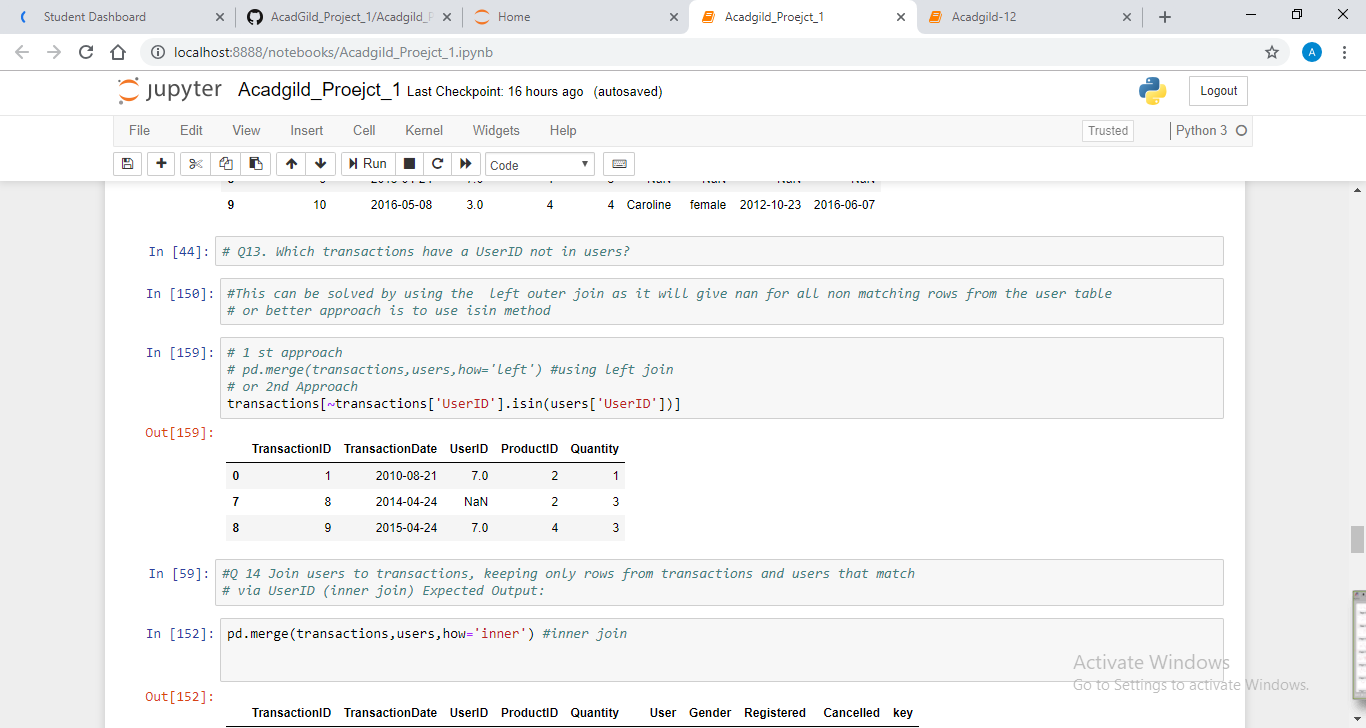 Student Dashboard
AcadGild_Project_1/Acadgild_P
Home
Acadgild_Proejct_1
Acadgild-12
localhost:8888/notebooks/Acadgild_Proejct_1.ipynb
A
jupyter Acadgild_Proejct_1 Last Checkpoint: 16 hours ago (autosaved)
Logout
File Edit View Insert Cell Kernel Widgets Help
Trusted
Python 3
Run
Code
9 10 2016-05-08 3.0 4 4 Caroline female 2012-10-23 2016-06-07
In [44]: # Q13. Which transactions have a UserID not in users?
In [150]: #This can be solved by using the left outer join as it will give nan for all non matching rows from the user table
# or better approach is to use isin method
In [159]: # 1 st approach
# pd.merge(transactions,users,how='left') #using left join
# or 2nd Approach
transactions[~transactions['UserID'].isin(users['UserID'])]
Out[159]:
TransactionID TransactionDate UserID ProductID Quantity
0 1 2010-08-21 7.0 2 1
7 8 2014-04-24 NaN 2 3
8 9 2015-04-24 7.0 4 3
In [59]: #Q 14 Join users to transactions, keeping only rows from transactions and users that match
# via UserID (inner join) Expected Output:
In [152]: pd.merge(transactions,users,how='inner') #inner join
Activate Windows
Go to Settings to activate Windows.
Out[152]:
TransactionID TransactionDate UserID ProductID Quantity User Gender Registered Cancelled key